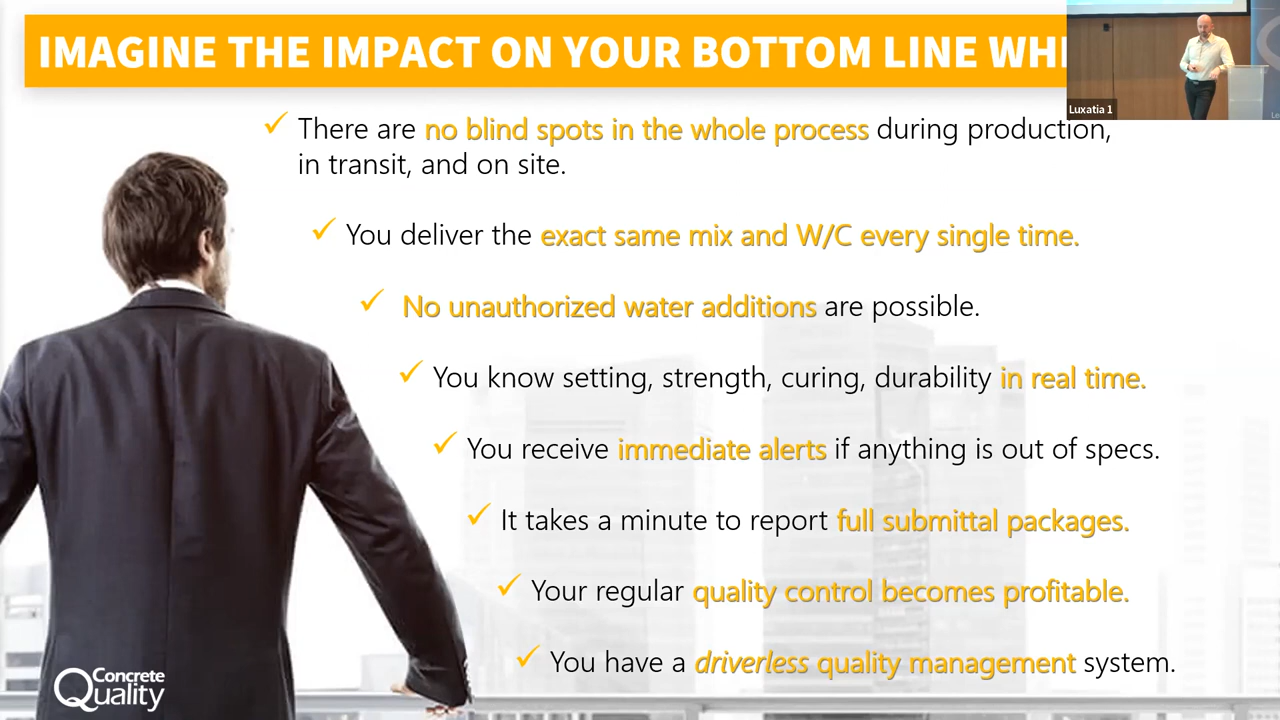 IMAGINE THE IMPACT ON YOUR BOTTOM LINE
Luxatia 1
✓ There are no blind spots in the whole process during production,
in transit, and on site.
✓ You deliver the exact same mix and W/C every single time.
✓ No unauthorized water additions are possible.
✓ You know setting, strength, curing, durability in real time.
✓ You receive immediate alerts if anything is out of specs.
✓ It takes a minute to report full submittal packages.
✓ Your regular quality control becomes profitable.
✓ You have a driverless quality management system.
Concrete
Quality